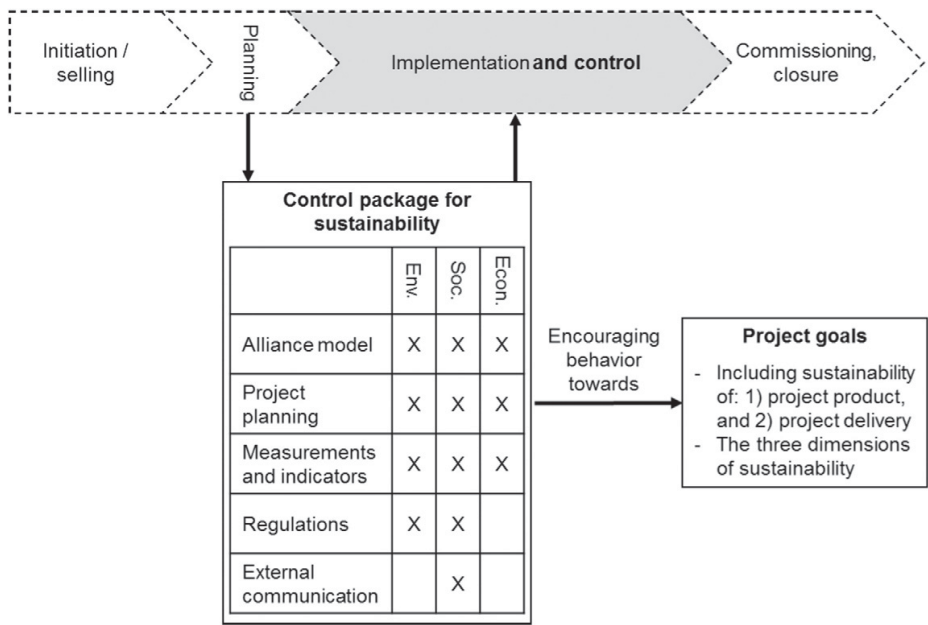 Initiation /
selling
Planning
Implementation and control
Commissioning,
closure
Control package for
sustainability
Env.
Soc.
Econ.
Alliance model
X
X
X
Project
planning
X
X
X
Measurements
and indicators
X
X
X
Regulations
X
X
External
communication
X
Encouraging
behavior
towards
Project goals
- Including sustainability
of: 1) project product,
and 2) project delivery
- The three dimensions
of sustainability